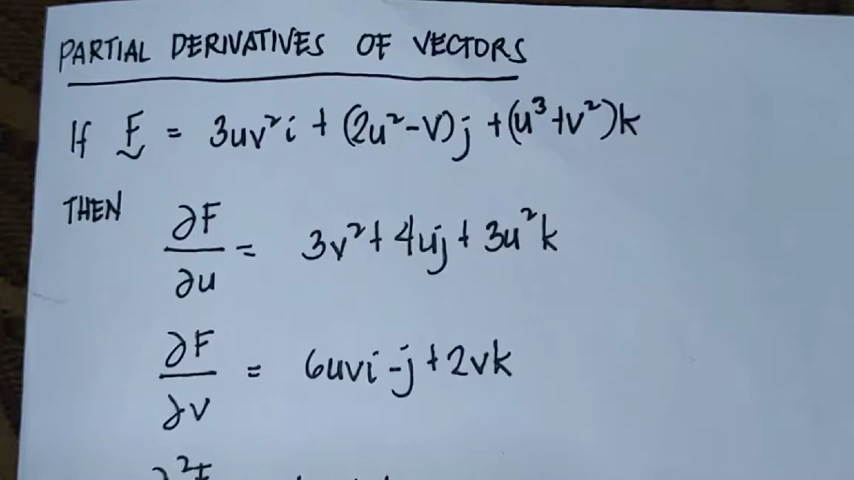 PARTIAL DERIVATIVES OF VECTORS
If F = 3uv²i + (2u²-v)j + (u³+v²)k
THEN ∂F/∂u = 3v² + 4uj + 3u²k
∂F/∂v = 6uvi - j + 2vk